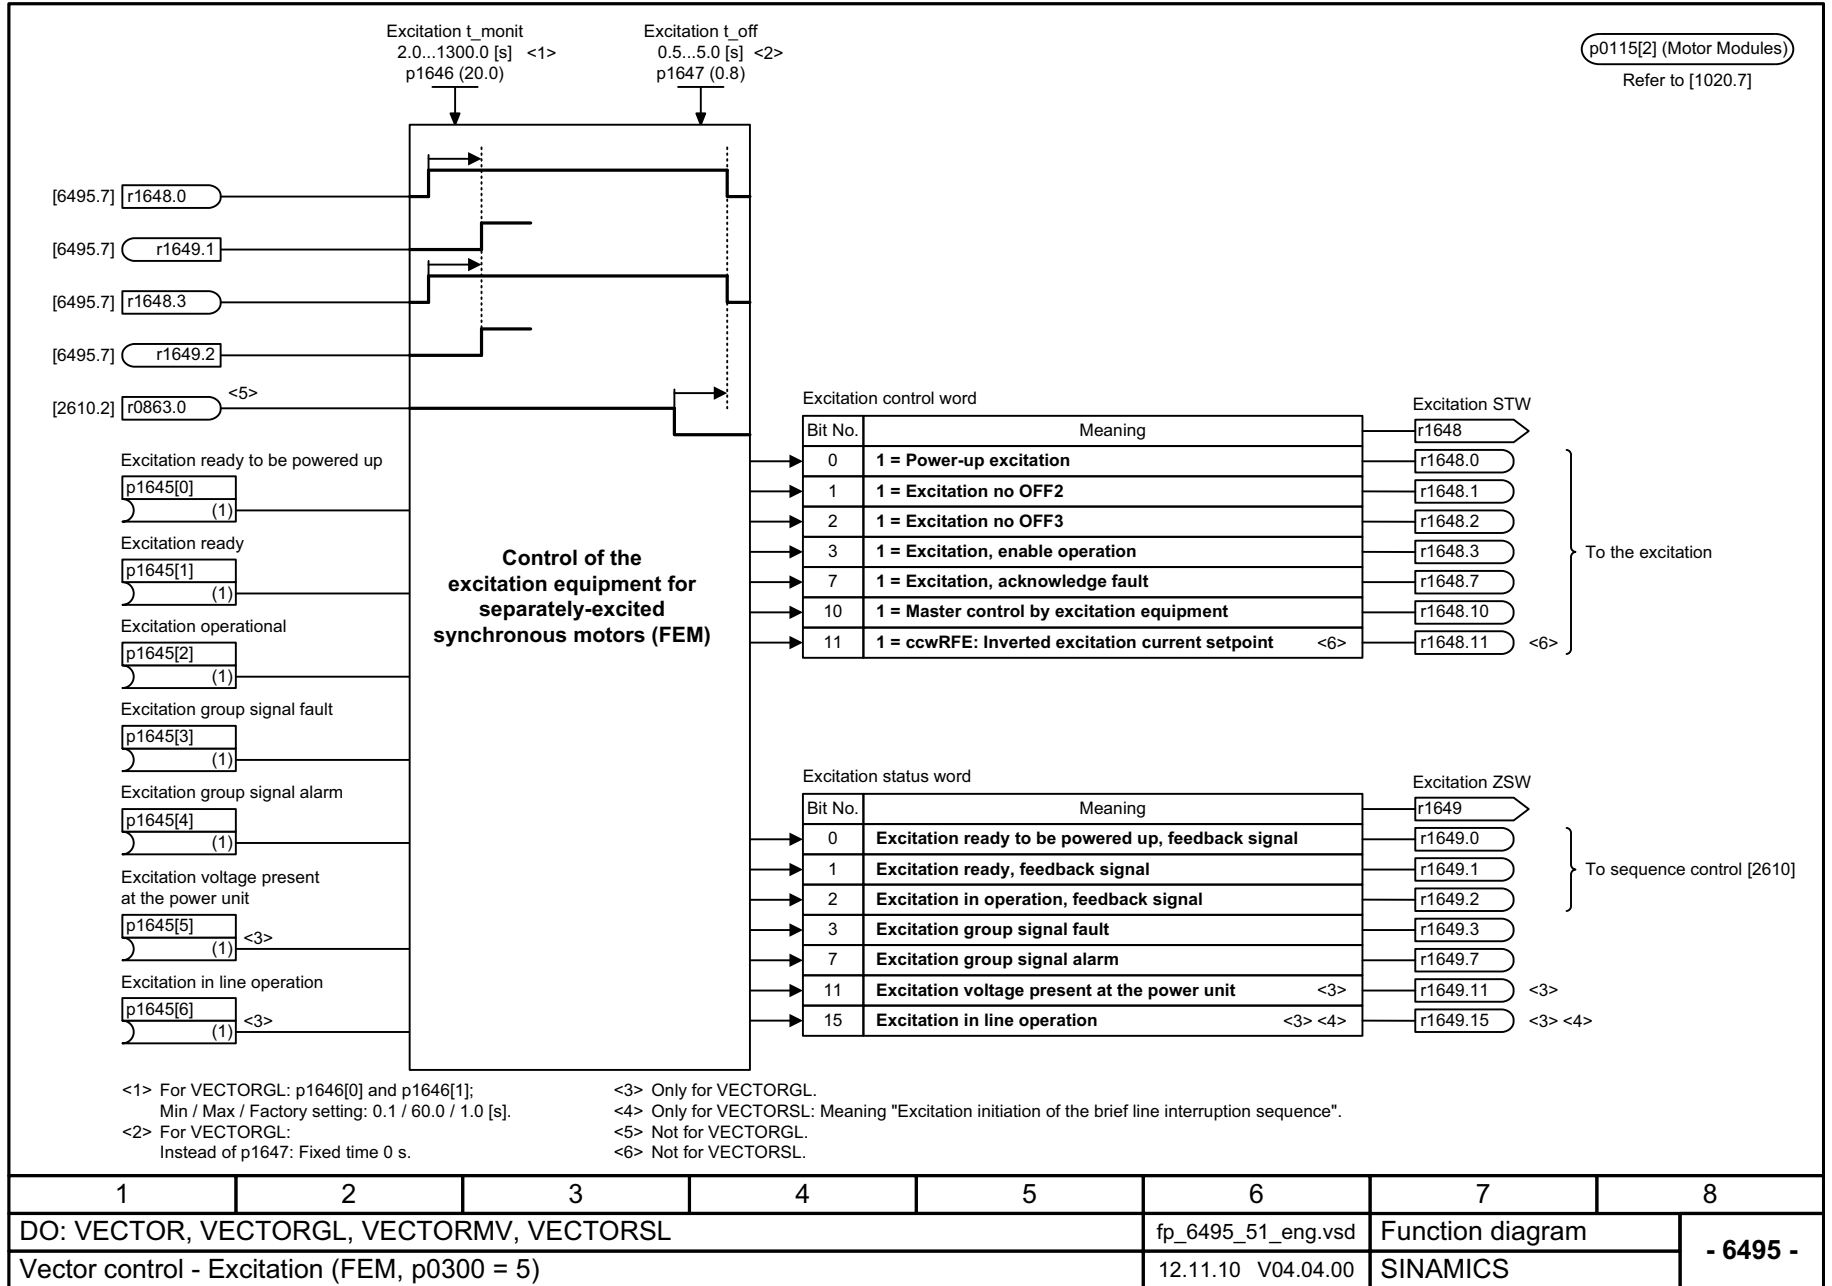 Excitation t_monit
2.0...1300.0 [s] <1>
p1646 (20.0)
Excitation t_off
0.5...5.0 [s] <2>
p1647 (0.8)
p0115[2] (Motor Modules)
Refer to [1020.7]
[6495.7] r1648.0
[6495.7] r1649.1
[6495.7] r1648.3
[6495.7] r1649.2
[2610.2] r0863.0 <5>
Excitation ready to be powered up
p1645[0]
(1)
Excitation ready
p1645[1]
(1)
Excitation operational
p1645[2]
(1)
Excitation group signal fault
p1645[3]
(1)
Excitation group signal alarm
p1645[4]
(1)
Excitation voltage present
at the power unit
p1645[5]
(1) <3>
Excitation in line operation
p1645[6]
(1) <3>
Control of the
excitation equipment for
separately-excited
synchronous motors (FEM)
Excitation control word
Excitation STW
Bit No. Meaning r1648
0 1 = Power-up excitation r1648.0
1 1 = Excitation no OFF2 r1648.1
2 1 = Excitation no OFF3 r1648.2
3 1 = Excitation, enable operation r1648.3
7 1 = Excitation, acknowledge fault r1648.7
10 1 = Master control by excitation equipment r1648.10
11 1 = ccwRFE: Inverted excitation current setpoint <6> r1648.11 <6>
To the excitation
Excitation status word
Excitation ZSW
Bit No. Meaning r1649
0 Excitation ready to be powered up, feedback signal r1649.0
1 Excitation ready, feedback signal r1649.1
2 Excitation in operation, feedback signal r1649.2
3 Excitation group signal fault r1649.3
7 Excitation group signal alarm r1649.7
11 Excitation voltage present at the power unit <3> r1649.11 <3>
15 Excitation in line operation <3> <4> r1649.15 <3> <4>
To sequence control [2610]
<1> For VECTORGL: p1646[0] and p1646[1];
Min / Max / Factory setting: 0.1 / 60.0 / 1.0 [s].
<2> For VECTORGL:
Instead of p1647: Fixed time 0 s.
<3> Only for VECTORGL.
<4> Only for VECTORSL: Meaning "Excitation initiation of the brief line interruption sequence".
<5> Not for VECTORGL.
<6> Not for VECTORSL.
1 2 3 4 5 6 7 8
DO: VECTOR, VECTORGL, VECTORMV, VECTORSL
fp_6495_51_eng.vsd
Function diagram
- 6495 -
Vector control - Excitation (FEM, p0300 = 5)
12.11.10 V04.04.00
SINAMICS